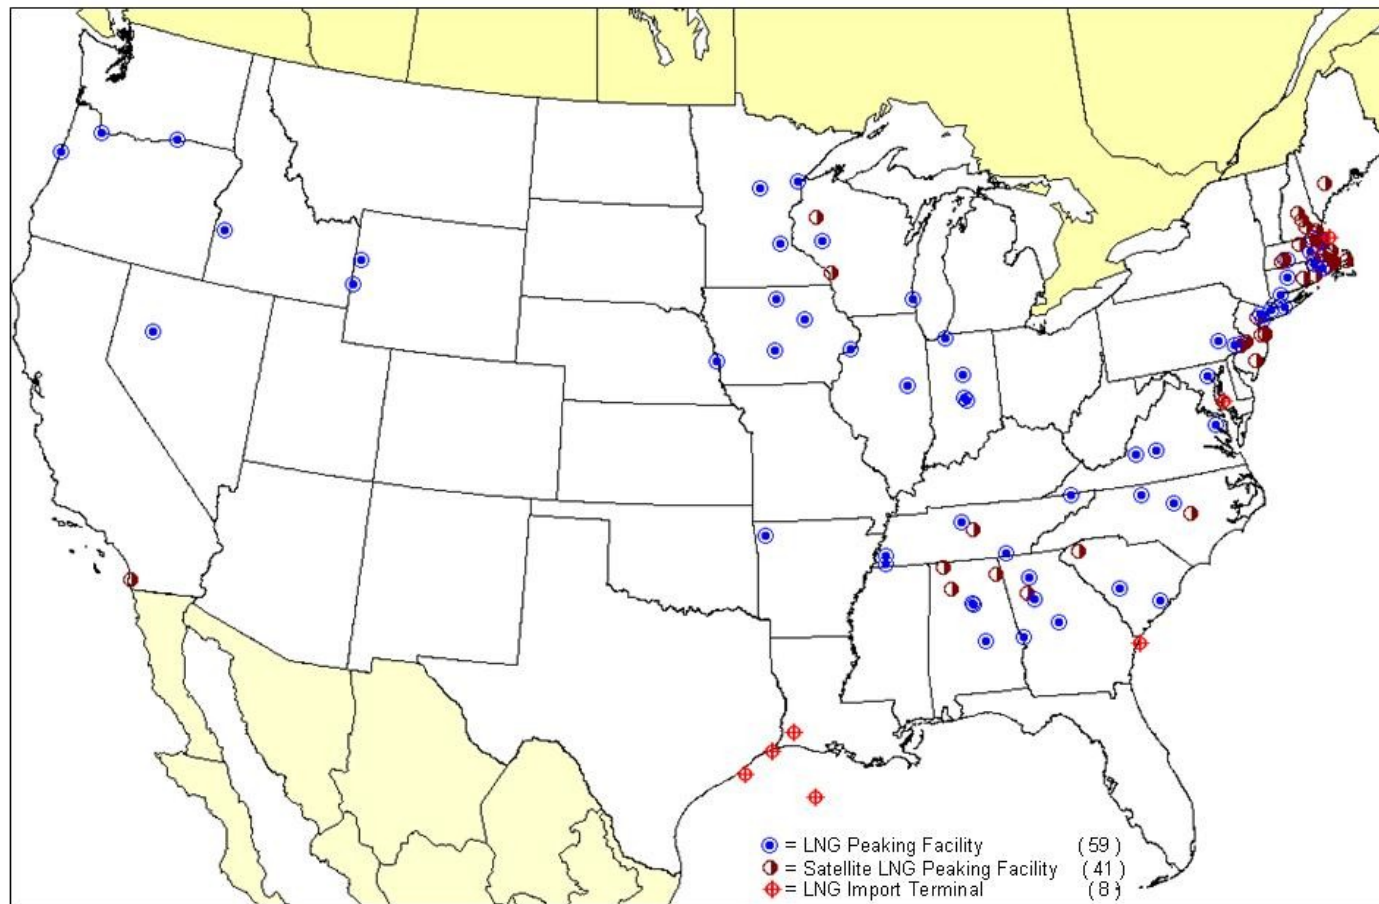 = LNG Peaking Facility (59)
= Satellite LNG Peaking Facility (41)
= LNG Import Terminal (8)